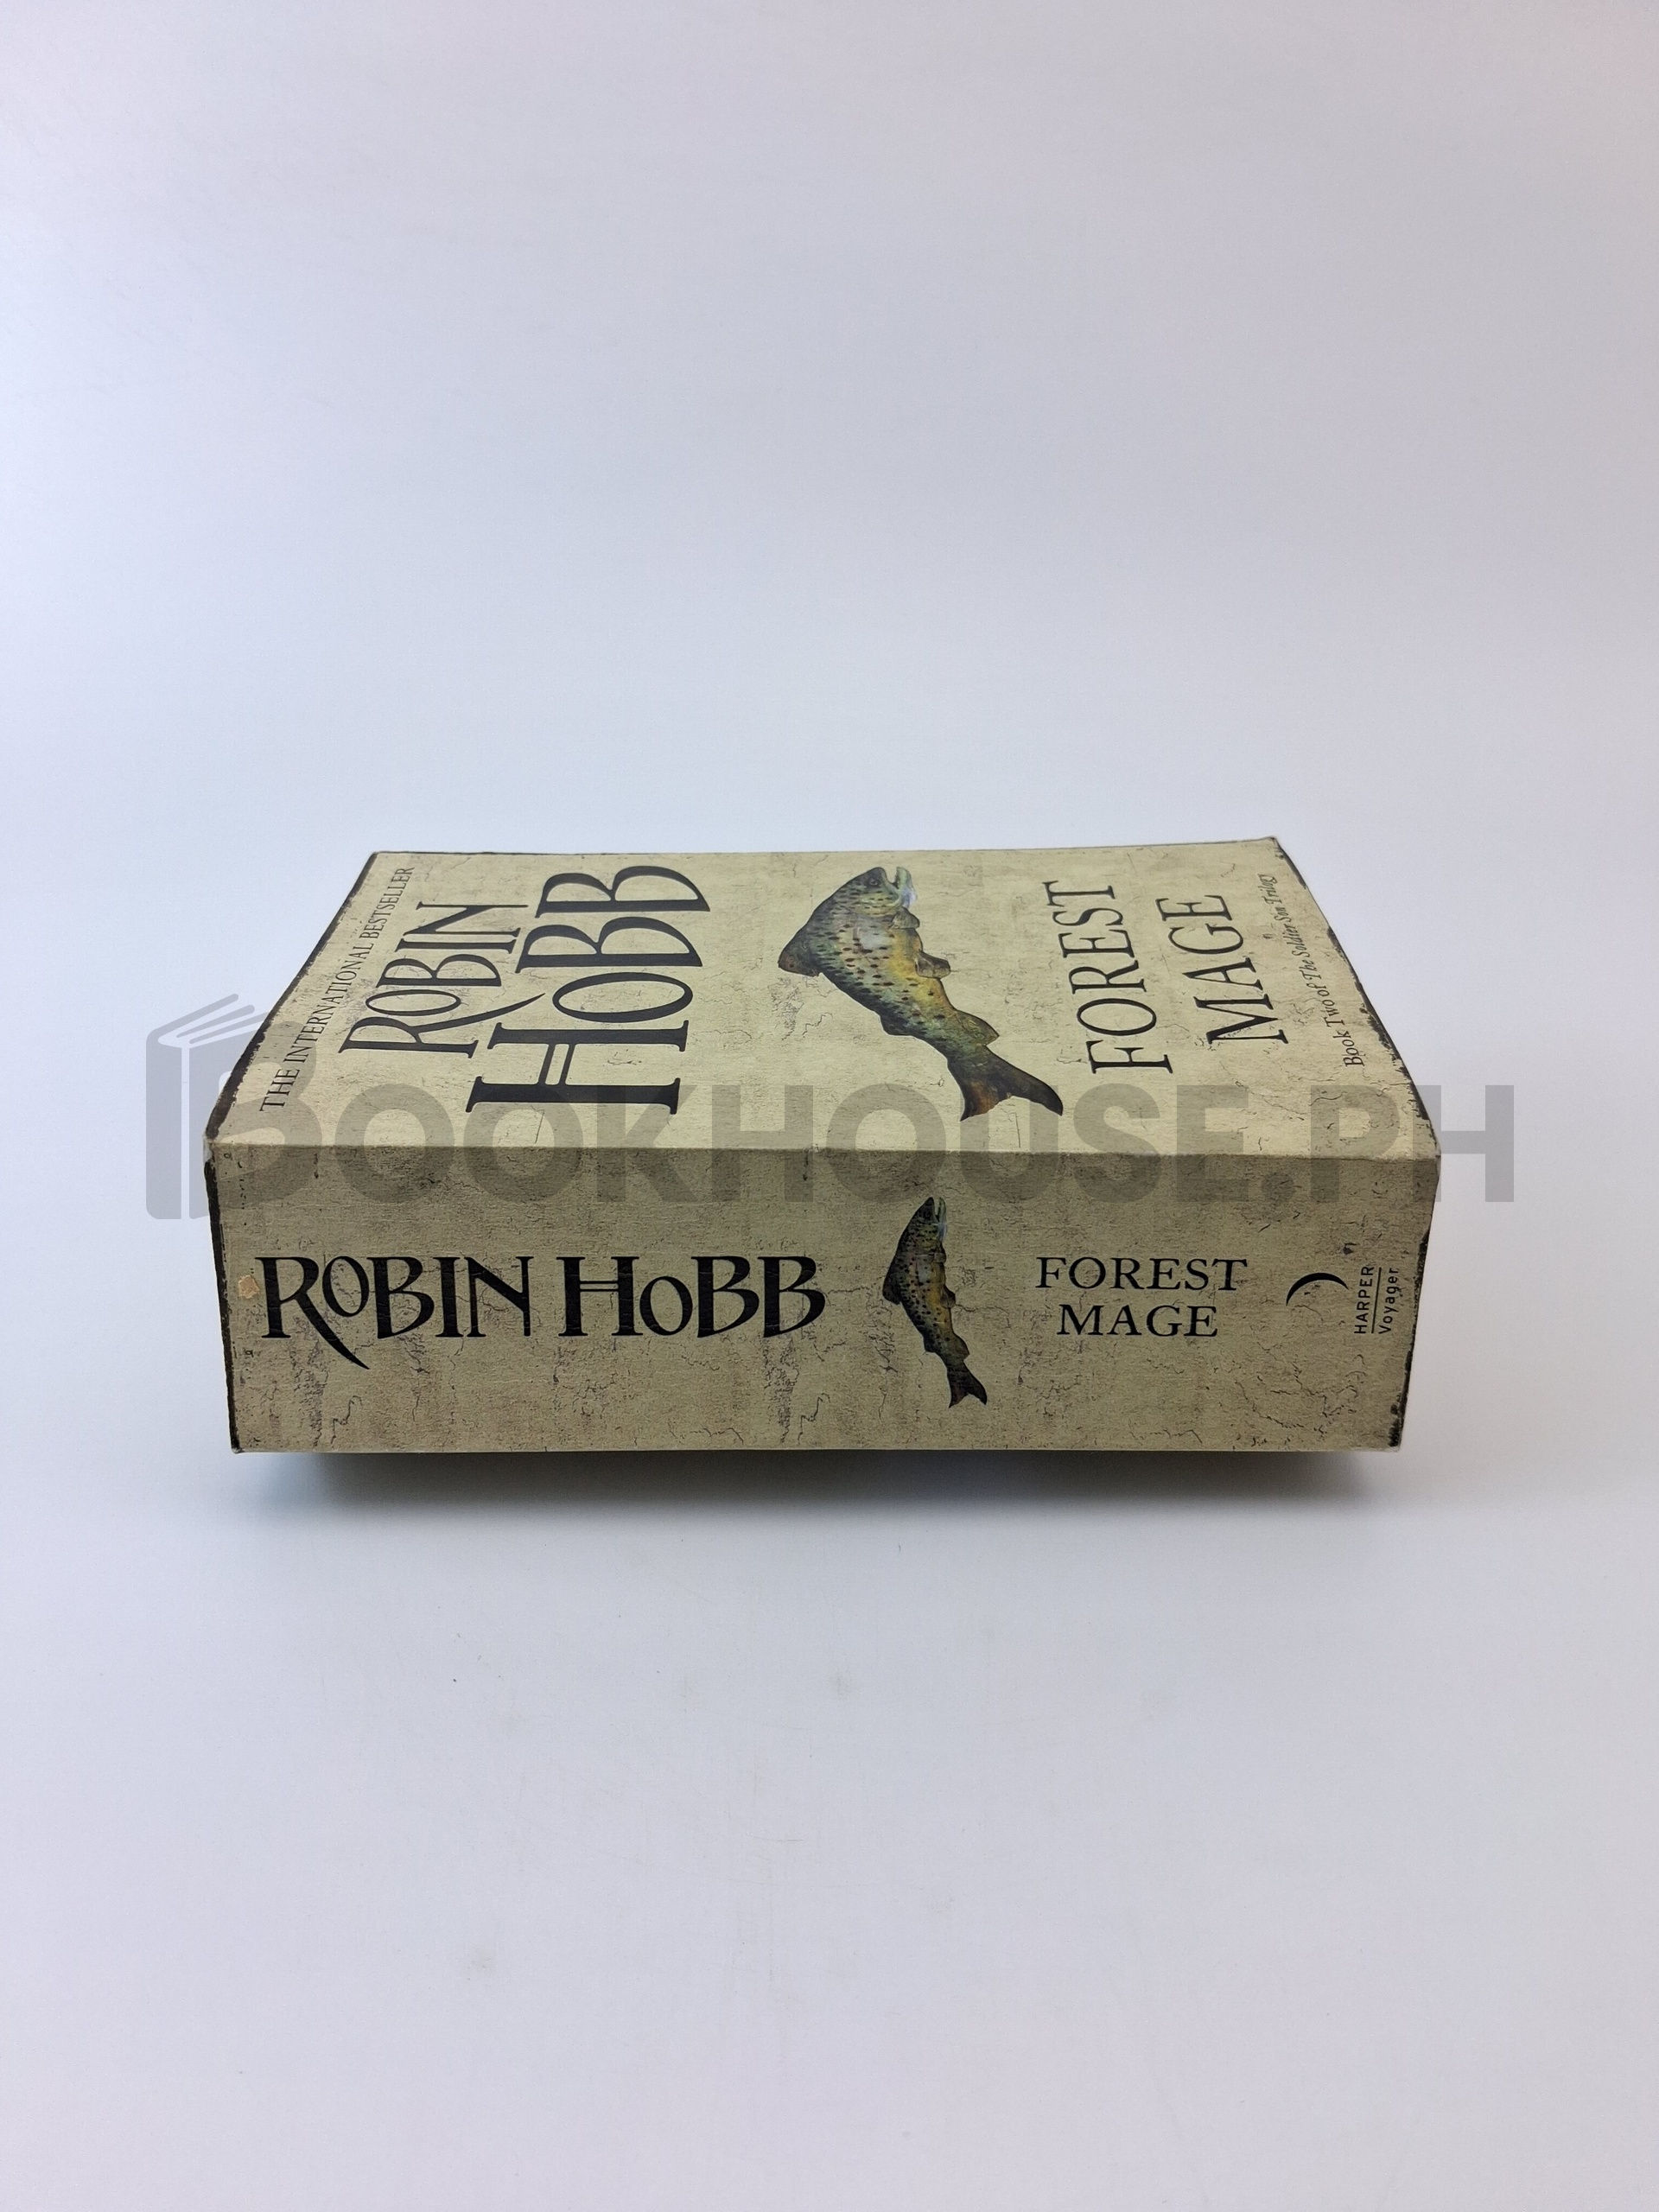 THE INTERNATIONAL BESTSELLER
ROBIN
HOBB
FOREST
MAGE
Book Two of The Soldier Son Trilogy
BOOKHOUSE.PH
ROBIN HOBB
FOREST
MAGE
HARPER
Voyager